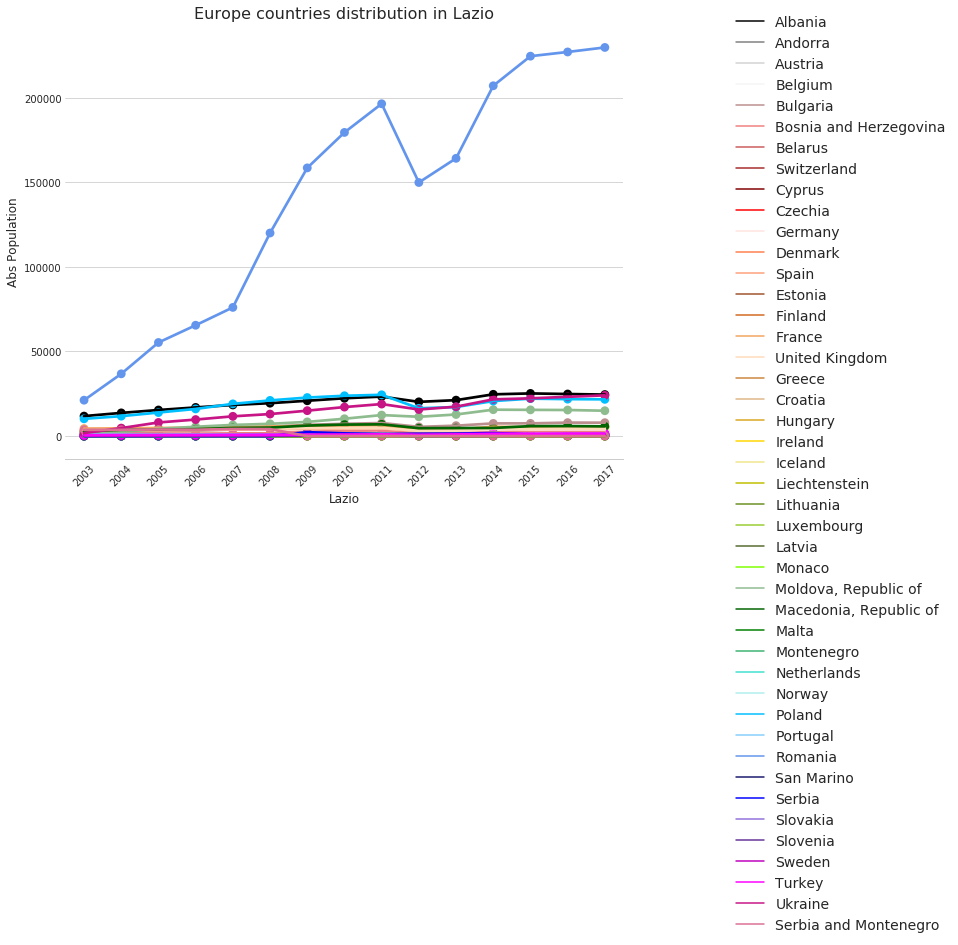 Europe countries distribution in Lazio
Abs Population
200000
150000
100000
50000
0
2003
2004
2005
2006
2007
2008
2009
2010
2011
2012
2013
2014
2015
2016
2017
Lazio
Albania
Andorra
Austria
Belgium
Bulgaria
Bosnia and Herzegovina
Belarus
Switzerland
Cyprus
Czechia
Germany
Denmark
Spain
Estonia
Finland
France
United Kingdom
Greece
Croatia
Hungary
Ireland
Iceland
Liechtenstein
Lithuania
Luxembourg
Latvia
Monaco
Moldova, Republic of
Macedonia, Republic of
Malta
Montenegro
Netherlands
Norway
Poland
Portugal
Romania
San Marino
Serbia
Slovakia
Slovenia
Sweden
Turkey
Ukraine
Serbia and Montenegro